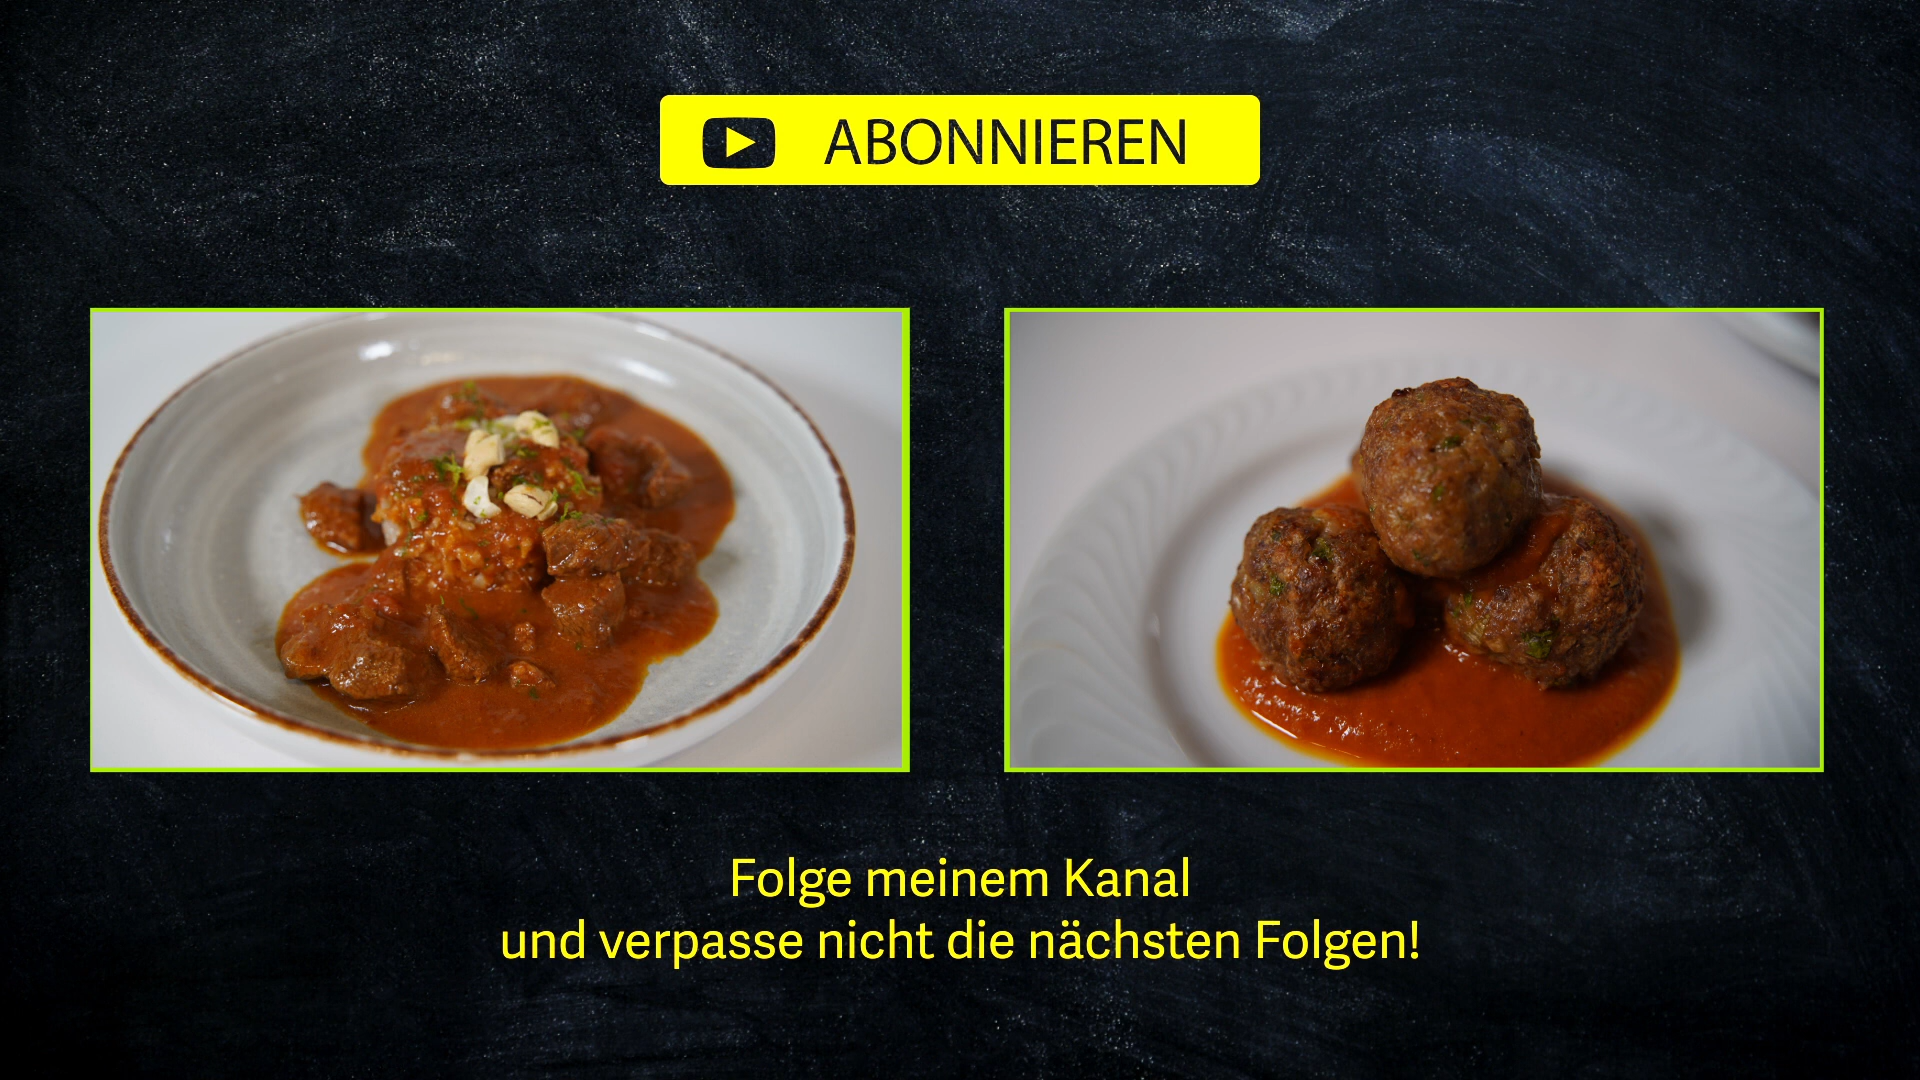 ABONNIEREN
Folge meinem Kanal
und verpasse nicht die nächsten Folgen!